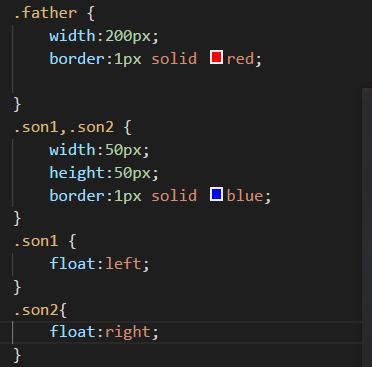 .father {
width:200px;
border:1px solid red;
}
.son1,.son2 {
width:50px;
height:50px;
border:1px solid blue;
}
.son1 {
float:left;
}
.son2{
float:right;
}